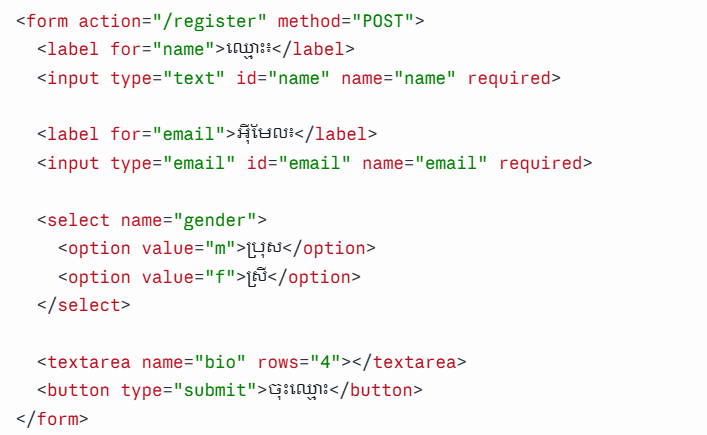 <form action="/register" method="POST">
  <label for="name">ឈ្មោះ៖</label>
  <input type="text" id="name" name="name" required>

  <label for="email">អ៊ីមែល៖</label>
  <input type="email" id="email" name="email" required>

  <select name="gender">
    <option value="m">ប្រុស</option>
    <option value="f">ស្រី</option>
  </select>

  <textarea name="bio" rows="4"></textarea>
  <button type="submit">ចុះឈ្មោះ</button>
</form>